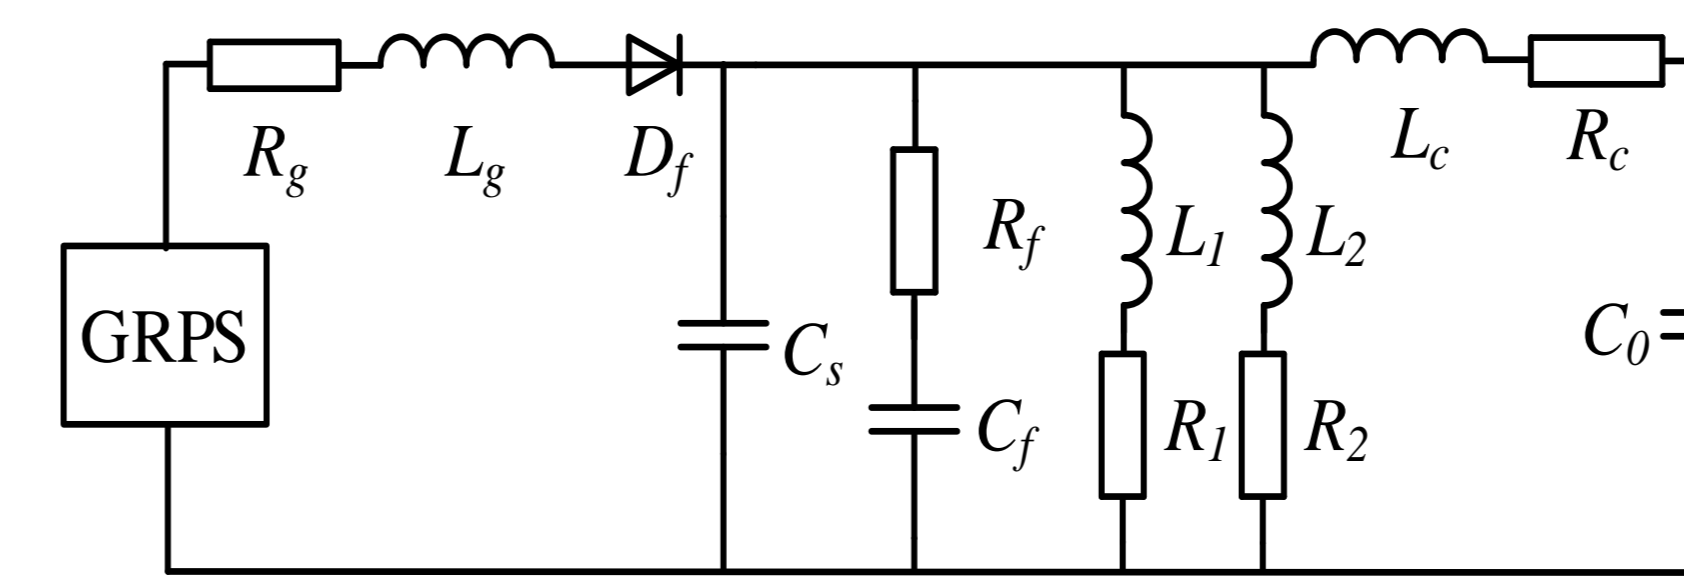 R_g
L_g
D_f
L_c
R_c
GRPS
C_s
R_f
C_f
L_1
L_2
R_1
R_2
C_0